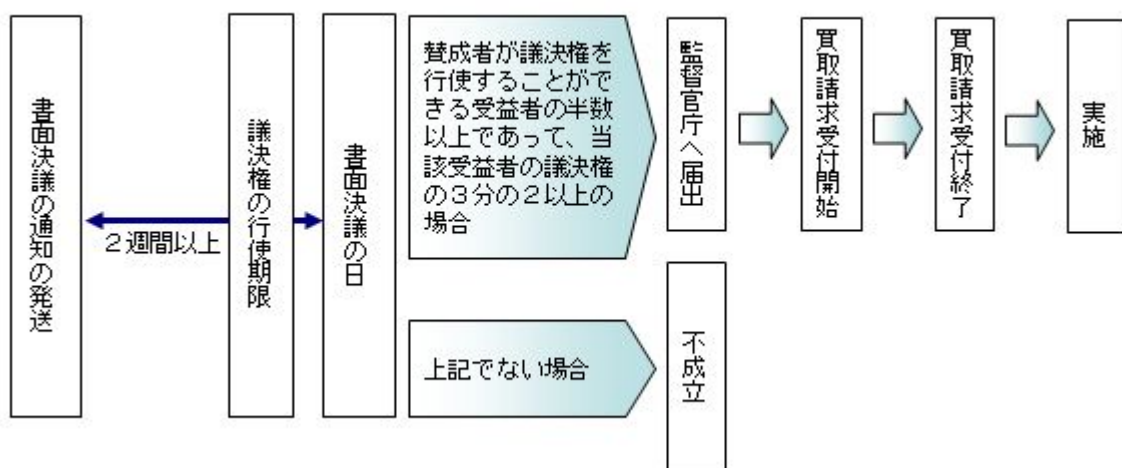 書面決議の通知の発送
２週間以上
議決権の行使期限
書面決議の日
賛成者が議決権を
行使することがで
きる受益者の半数
以上であって、当
該受益者の議決権
の３分の２以上の
場合
監督官庁へ届出
買取請求受付開始
買取請求受付終了
実施
上記でない場合
不成立